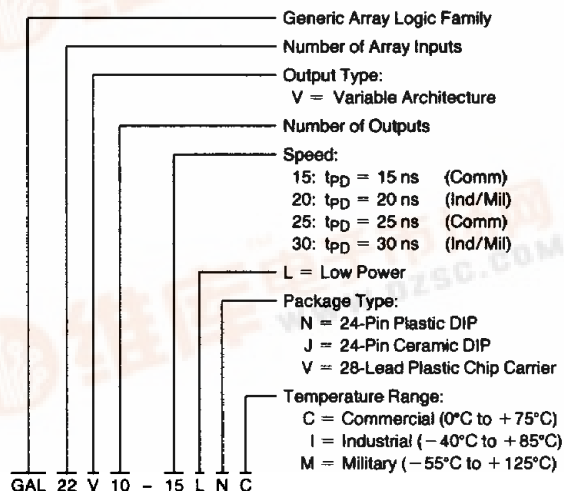 Generic Array Logic Family
Number of Array Inputs
Output Type:
V = Variable Architecture
Number of Outputs
Speed:
15: tPD = 15 ns (Comm)
20: tPD = 20 ns (Ind/Mil)
25: tPD = 25 ns (Comm)
30: tPD = 30 ns (Ind/Mil)
L = Low Power
Package Type:
N = 24-Pin Plastic DIP
J = 24-Pin Ceramic DIP
V = 28-Lead Plastic Chip Carrier
Temperature Range:
C = Commercial (0°C to +75°C)
I = Industrial (−40°C to +85°C)
M = Military (−55°C to +125°C)
GAL 22 V 10 - 15 L N C
WWW.DZSC.COM